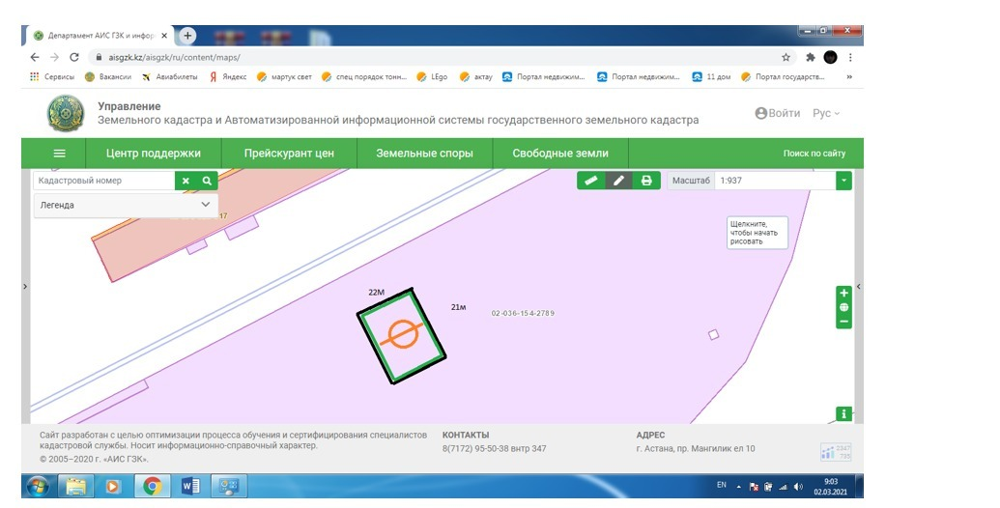 Департамент АИС ГЗК и инфор
aisgzk.kz/aisgzk/ru/content/maps/
Сервисы Вакансии Авиабилеты Яндекс мартук свет спец порядок тонн... LEgo актау Портал недвижим... Портал недвижим... 11 дом Портал государств... »
Управление
Земельного кадастра и Автоматизированной информационной системы государственного земельного кадастра
Войти Рус
Центр поддержки Прейскурант цен Земельные споры Свободные земли Поиск по сайту
Кадастровый номер
Масштаб 1:937
Легенда
17
Щелкните,
чтобы начать
рисовать
22М
21м
02-036-154-2789
Сайт разработан с целью оптимизации процесса обучения и сертифицирования специалистов
кадастровой службы. Носит информационно-справочный характер.
© 2005–2020 г. «АИС ГЗК».
КОНТАКТЫ
8(7172) 95-50-38 внтр 347
АДРЕС
г. Астана, пр. Мангилик ел 10
2347
735
EN
9:03
02.03.2021